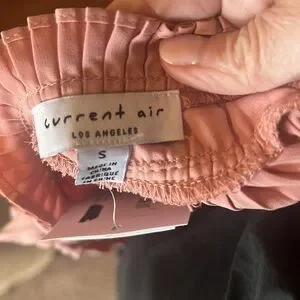 current air
LOS ANGELES
S
MADE IN
CHINA
FABRIQUÉ
EN CHINE